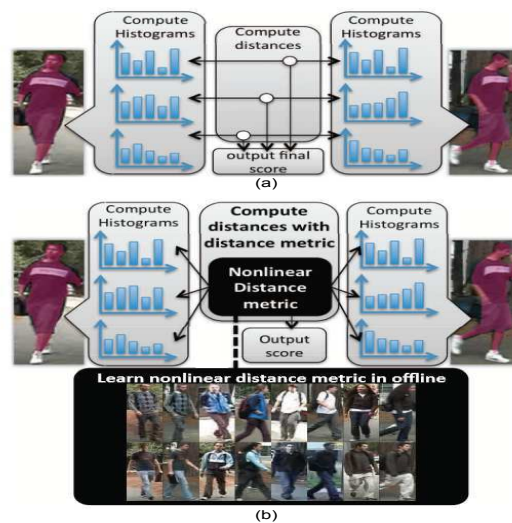 Compute
Histograms
Compute
distances
Compute
Histograms
output final
score
(a)
Compute
Histograms
Compute
distances with
distance metric
Compute
Histograms
Nonlinear
Distance
metric
Output
score
Learn nonlinear distance metric in offline
(b)